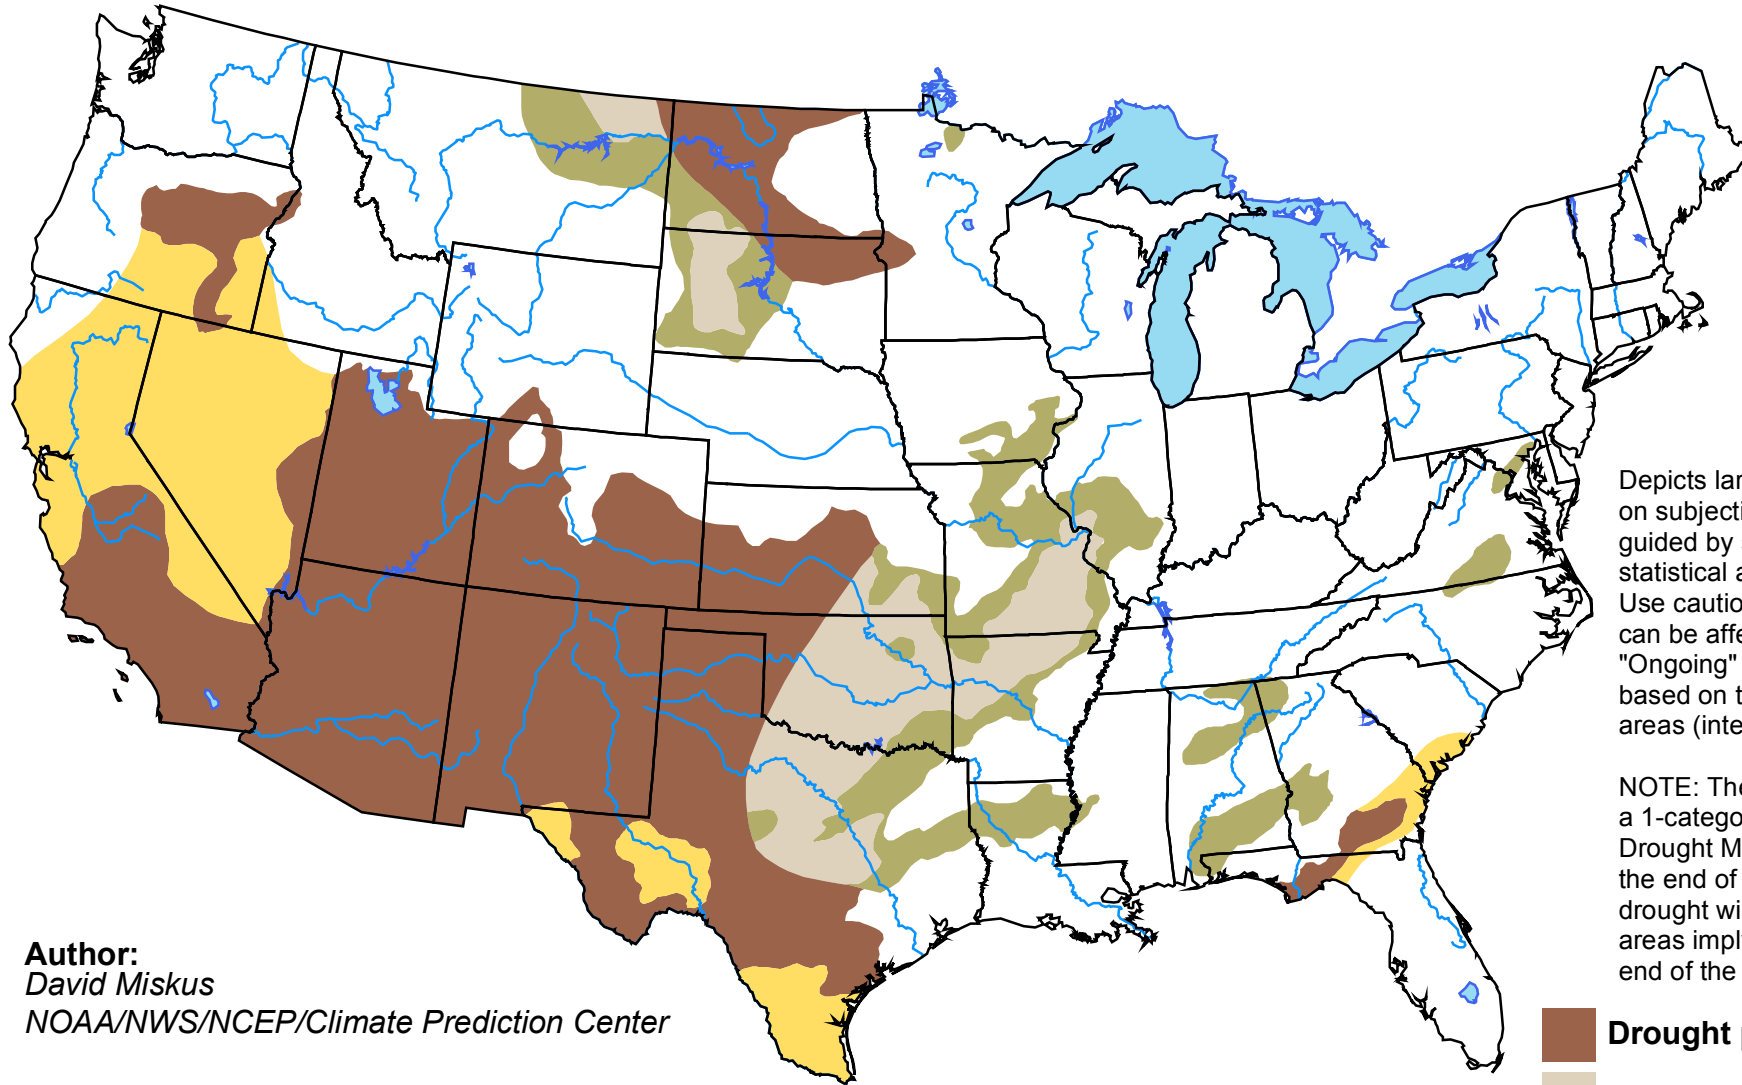 Depicts lar
on subjecti
guided by
statistical a
Use cautio
can be affe
"Ongoing"
based on t
areas (inte
NOTE: The
a 1-catego
Drought M
the end of
drought wi
areas impl
end of the
Author:
David Miskus
NOAA/NWS/NCEP/Climate Prediction Center
Drought